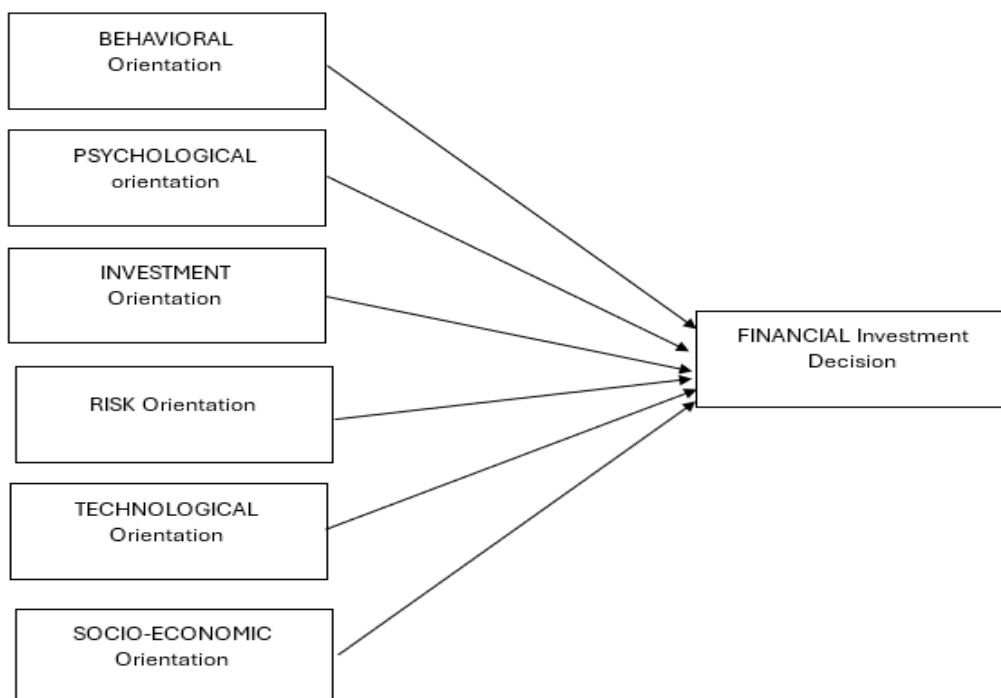 BEHAVIORAL
Orientation
PSYCHOLOGICAL
orientation
INVESTMENT
Orientation
RISK Orientation
TECHNOLOGICAL
Orientation
SOCIO-ECONOMIC
Orientation
FINANCIAL Investment
Decision